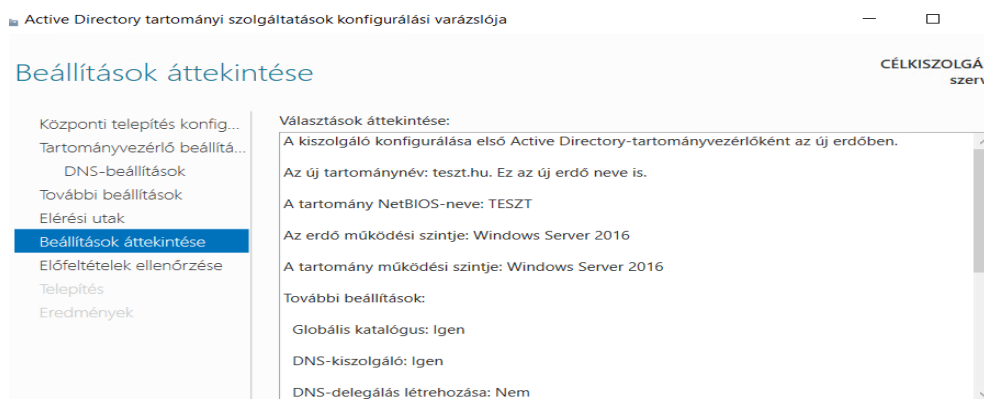 Active Directory tartományi szolgáltatások konfigurálási varázslója
Beállítások áttekintése
CÉLKISZOLGÁ
szerv
Központi telepítés konfig...
Tartományvezérlő beállítá...
DNS-beállítások
További beállítások
Elérési utak
Beállítások áttekintése
Előfeltételek ellenőrzése
Telepítés
Eredmények
Választások áttekintése:
A kiszolgáló konfigurálása első Active Directory-tartományvezérlőként az új erdőben.
Az új tartománynév: teszt.hu. Ez az új erdő neve is.
A tartomány NetBIOS-neve: TESZT
Az erdő működési szintje: Windows Server 2016
A tartomány működési szintje: Windows Server 2016
További beállítások:
Globális katalógus: Igen
DNS-kiszolgáló: Igen
DNS-delegálás létrehozása: Nem